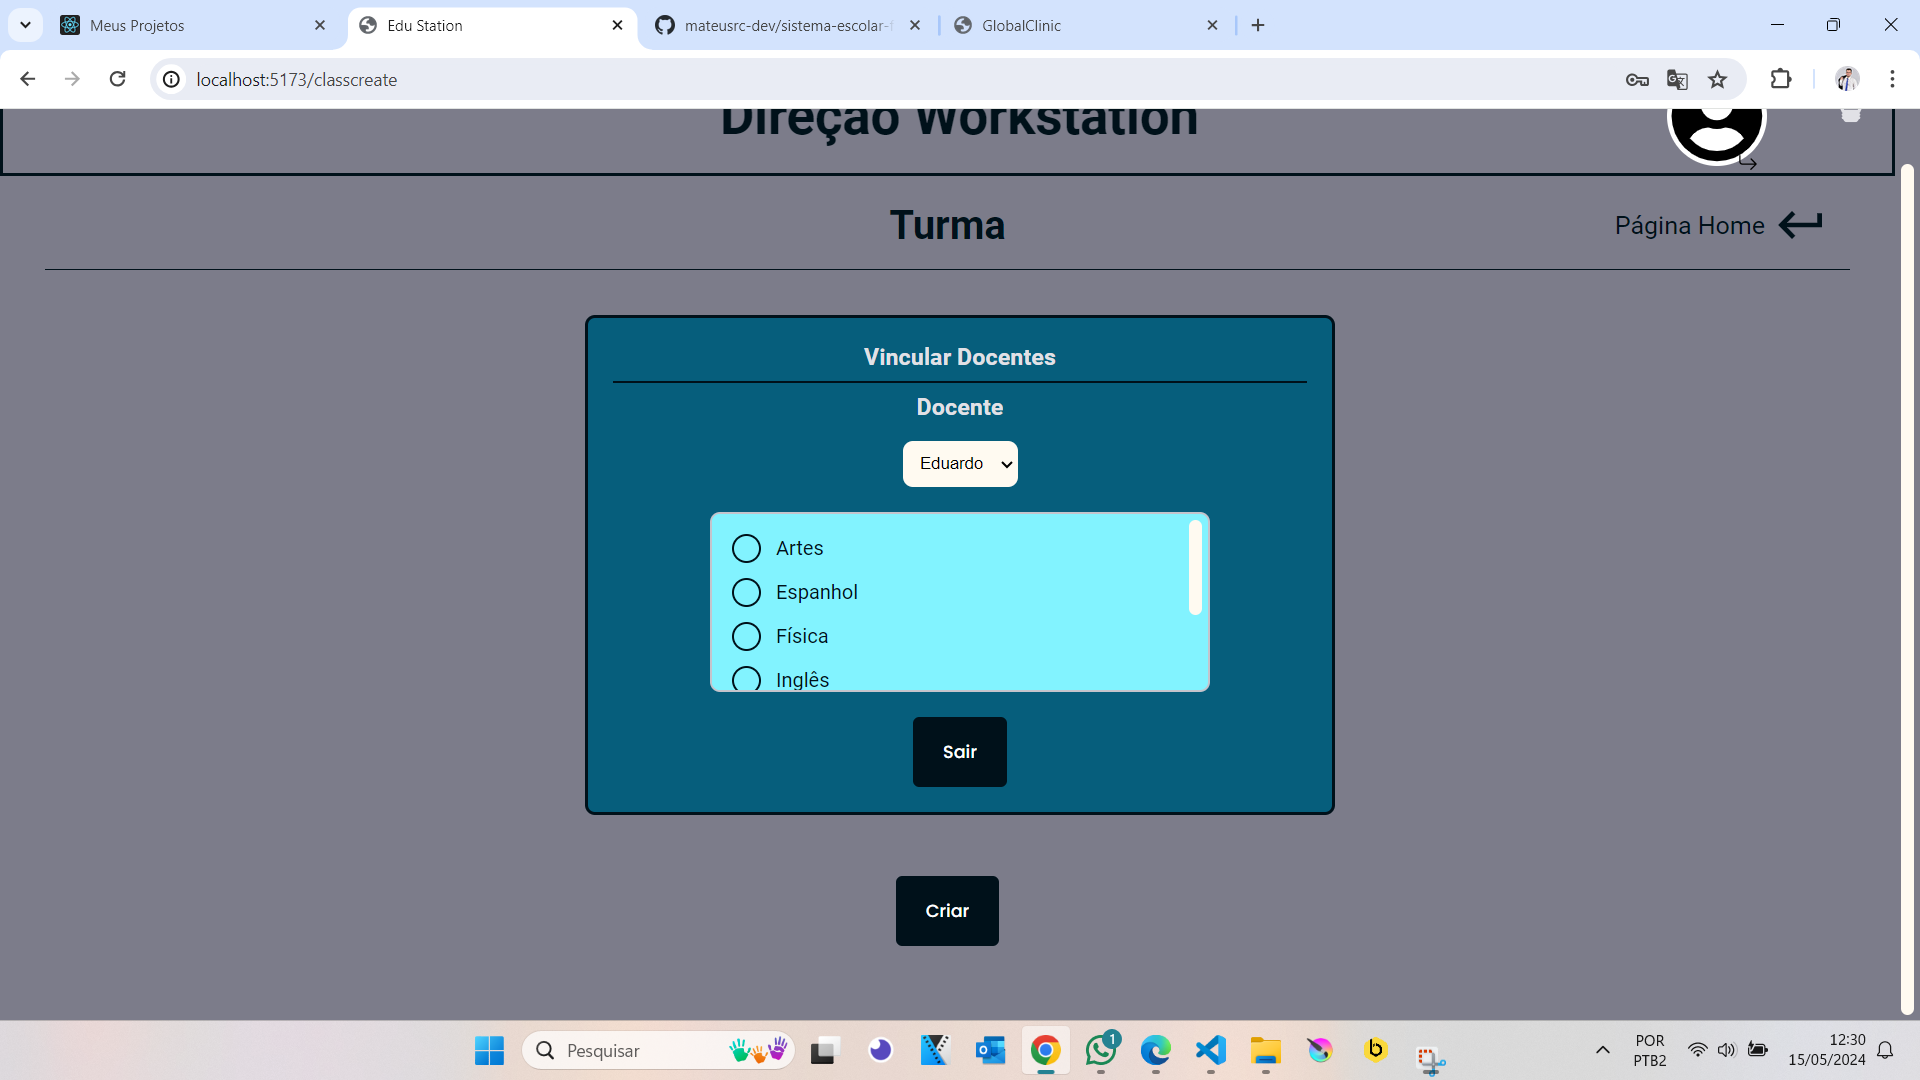 Meus Projetos
Edu Station
mateusrc-dev/sistema-escolar-f
GlobalClinic
localhost:5173/classcreate
Direção Workstation
Turma
Página Home
Vincular Docentes
Docente
Eduardo
Artes
Espanhol
Física
Inglês
Sair
Criar
Pesquisar
1
POR
PTB2
12:30
15/05/2024